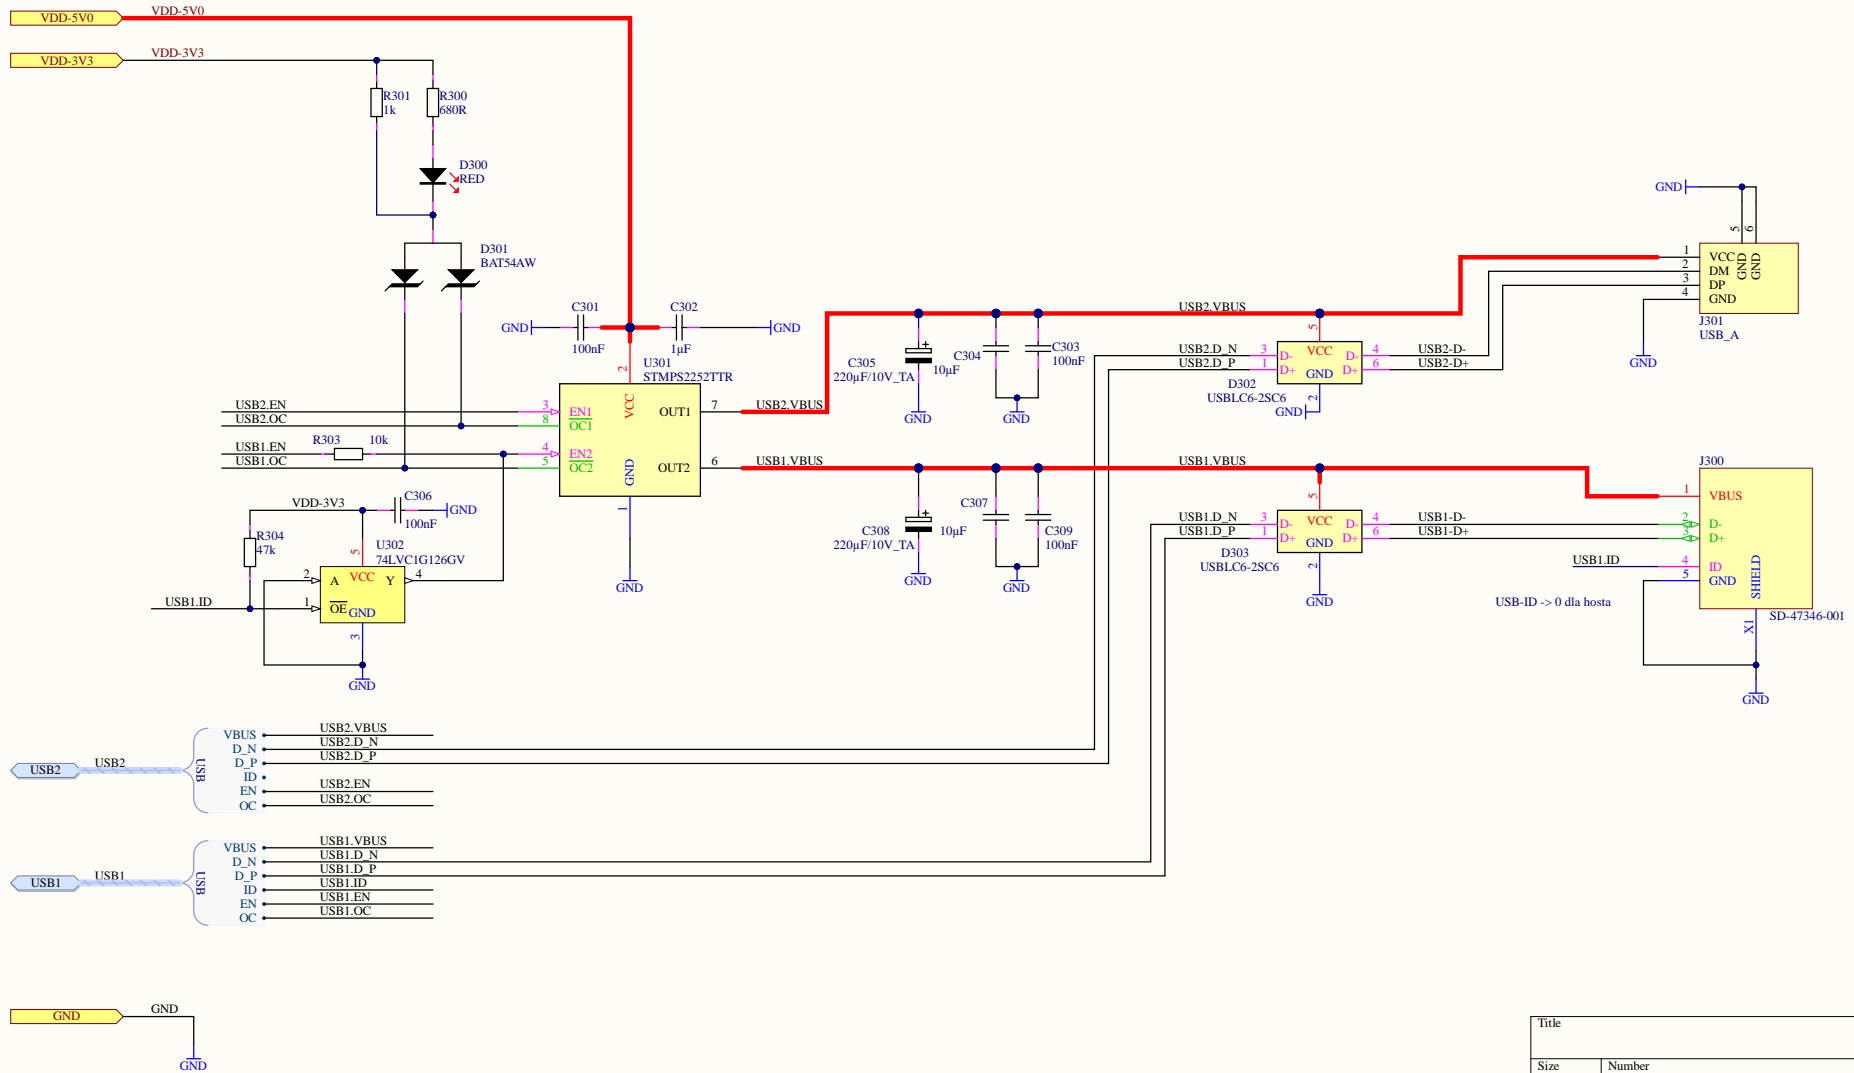 VDD-5V0
VDD-5V0
VDD-3V3
VDD-3V3
R301
1k
R300
680R
D300
RED
D301
BAT54AW
C301
100nF
GND
C302
1µF
GND
U301
STMPS2252TTR
2
VCC
3
EN1
8
OC1
4
EN2
5
OC2
GND
1
OUT1
7
OUT2
6
GND
USB2.EN
USB2.OC
USB1.EN
R303
10k
USB1.OC
USB2.VBUS
USB1.VBUS
USB2.VBUS
USB1.VBUS
C305
220µF/10V_TA
10µF
C304
C303
100nF
GND
GND
USB2.D_N
USB2.D_P
3
1
D-
D+
VCC
5
GND
2
D-
D+
4
6
USB2-D-
USB2-D+
D302
USBLC6-2SC6
GND
GND
5
6
1
2
3
4
VCC
DM
DP
GND
GND
GND
J301
USB_A
GND
C308
220µF/10V_TA
10µF
C307
C309
100nF
GND
GND
USB1.D_N
USB1.D_P
3
1
D-
D+
VCC
5
GND
2
D-
D+
4
6
USB1-D-
USB1-D+
D303
USBLC6-2SC6
GND
J300
1
VBUS
2
D-
3
D+
USB1.ID
4
ID
5
GND
SHIELD
X1
SD-47346-001
USB-ID -> 0 dla hosta
GND
VDD-3V3
C306
100nF
GND
R304
47k
U302
74LVC1G126GV
5
VCC
2
A
Y
4
1
OE
GND
3
USB1.ID
GND
USB2
USB2
USB
VBUS
USB2.VBUS
D_N
USB2.D_N
D_P
USB2.D_P
ID
EN
USB2.EN
OC
USB2.OC
USB1
USB1
USB
VBUS
USB1.VBUS
D_N
USB1.D_N
D_P
USB1.D_P
ID
USB1.ID
EN
USB1.EN
OC
USB1.OC
GND
GND
GND
Title
Size
Number